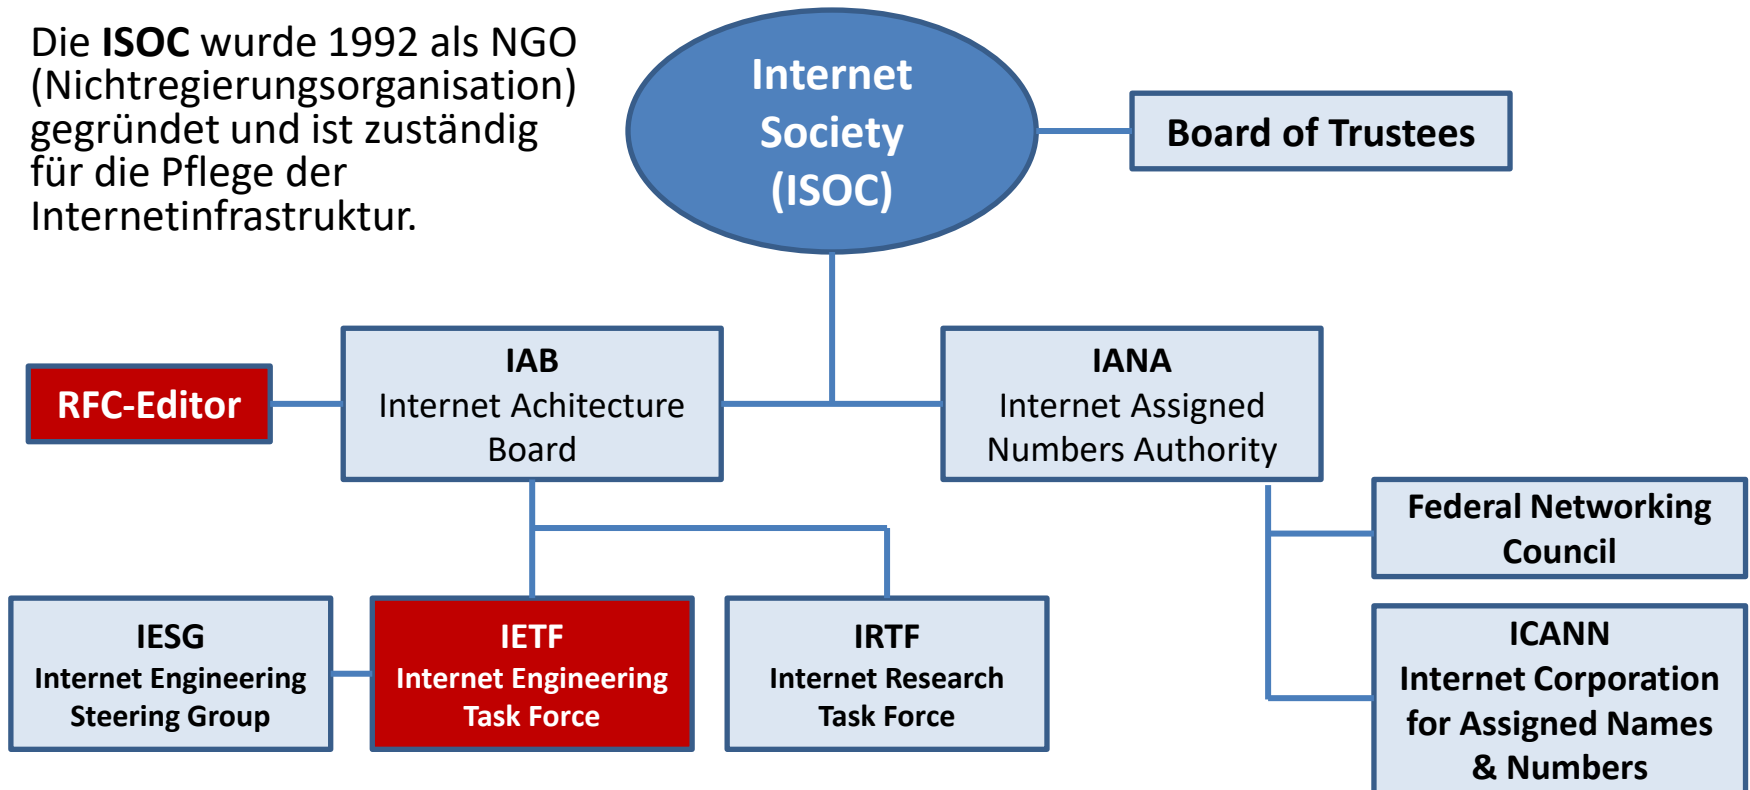 Die ISOC wurde 1992 als NGO
(Nichtregierungsorganisation)
gegründet und ist zuständig
für die Pflege der
Internetinfrastruktur.
Internet
Society
(ISOC)
Board of Trustees
RFC-Editor
IAB
Internet Achitecture
Board
IANA
Internet Assigned
Numbers Authority
Federal Networking
Council
IESG
Internet Engineering
Steering Group
IETF
Internet Engineering
Task Force
IRTF
Internet Research
Task Force
ICANN
Internet Corporation
for Assigned Names
& Numbers